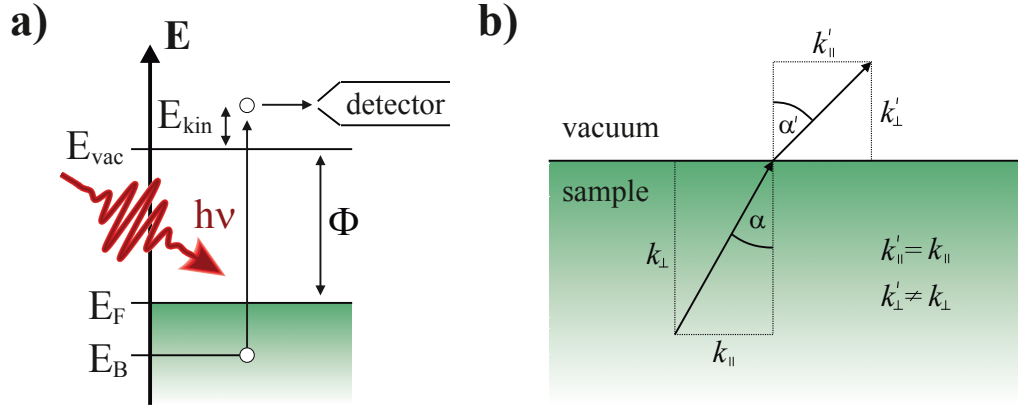 a)
E
detector
E_kin
E_vac
hν
Φ
E_F
E_B
b)
k'_∥
α'
k'_⊥
vacuum
sample
α
k_⊥
k'_∥ = k_∥
k'_⊥ ≠ k_⊥
k_∥